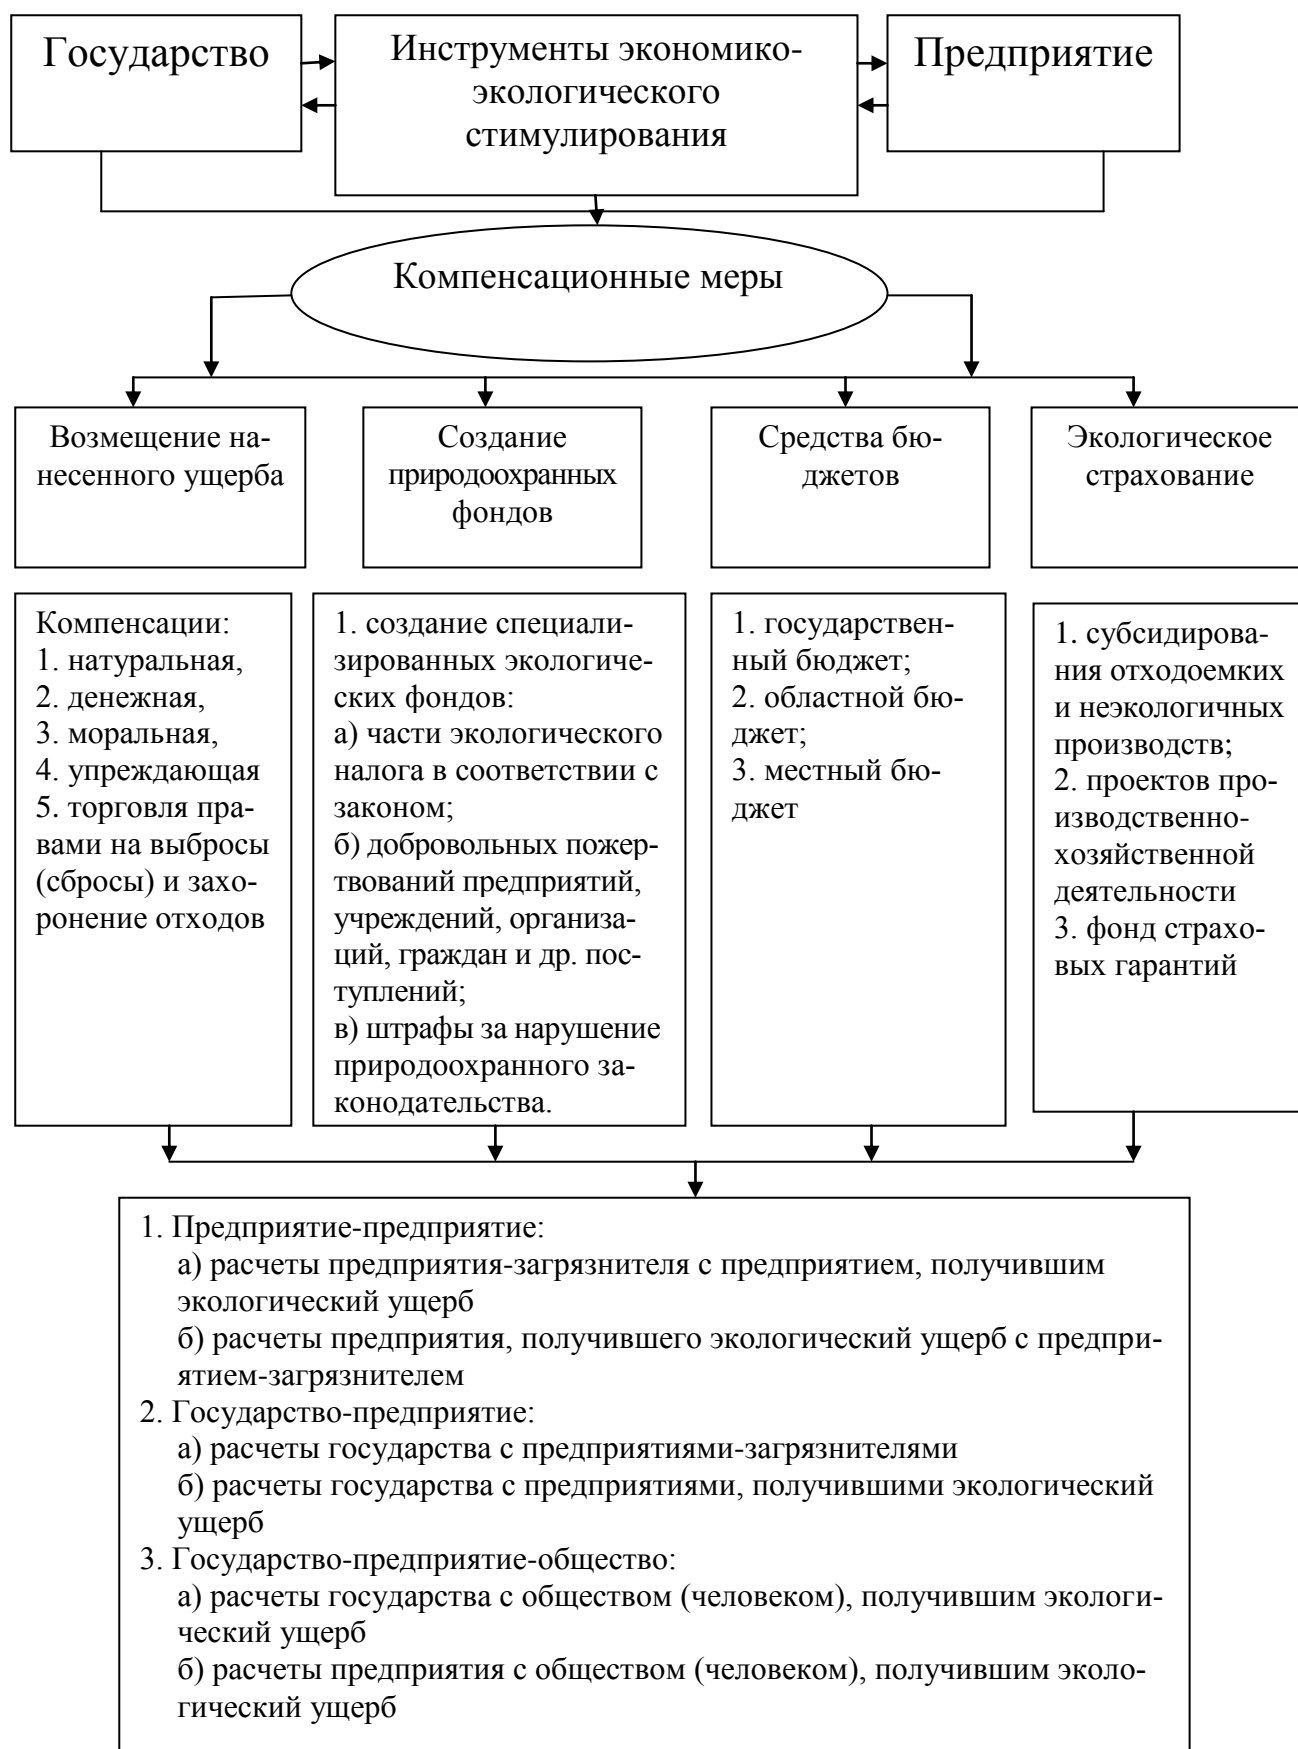 Государство
Инструменты экономико-
экологического
стимулирования
Предприятие
Компенсационные меры
Возмещение на-
несенного ущерба
Создание
природоохранных
фондов
Средства бю-
джетов
Экологическое
страхование
Компенсации:
1. натуральная,
2. денежная,
3. моральная,
4. упреждающая
5. торговля пра-
вами на выбросы
(сбросы) и захо-
ронение отходов
1. создание специали-
зированных экологиче-
ских фондов:
а) части экологического
налога в соответствии с
законом;
б) добровольных пожер-
твований предприятий,
учреждений, организа-
ций, граждан и др. пос-
туплений;
в) штрафы за нарушение
природоохранного за-
конодательства.
1. государствен-
ный бюджет;
2. областной бю-
джет;
3. местный бю-
джет
1. субсидирова-
ния отходоемких
и неэкологичных
производств;
2. проектов про-
изводственно-
хозяйственной
деятельности
3. фонд страхо-
вых гарантий
1. Предприятие-предприятие:
а) расчеты предприятия-загрязнителя с предприятием, получившим
экологический ущерб
б) расчеты предприятия, получившего экологический ущерб с предпри-
ятием-загрязнителем
2. Государство-предприятие:
а) расчеты государства с предприятиями-загрязнителями
б) расчеты государства с предприятиями, получившими экологический
ущерб
3. Государство-предприятие-общество:
а) расчеты государства с обществом (человеком), получившим экологи-
ческий ущерб
б) расчеты предприятия с обществом (человеком), получившим эколо-
гический ущерб